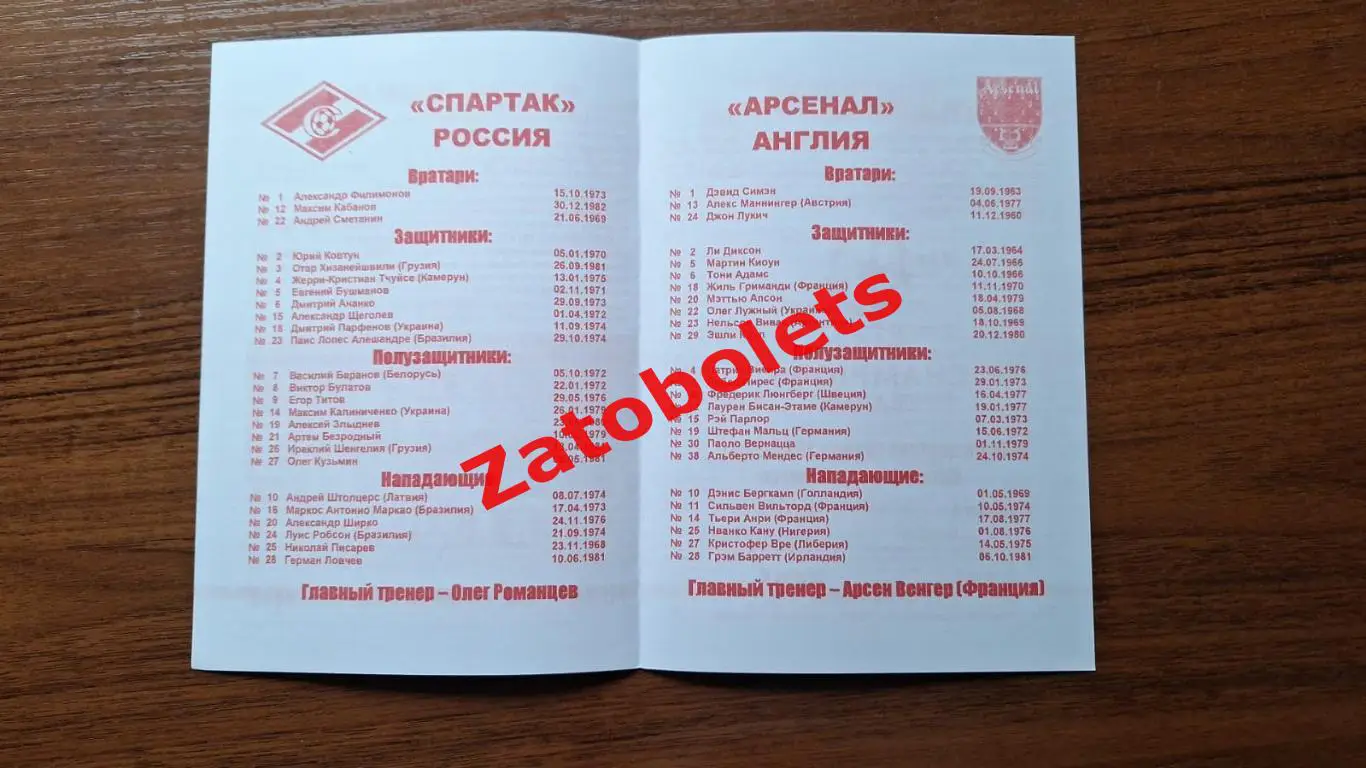 «СПАРТАК»
РОССИЯ
Вратари:
№ 1 Александр Филимонов 15.10.1973
№ 12 Максим Кабанов 30.12.1982
№ 22 Андрей Сметанин 21.06.1969
Защитники:
№ 2 Юрий Ковтун 05.01.1970
№ 3 Отар Хизанейшвили (Грузия) 26.09.1981
№ 4 Жерри-Кристиан Тчуйсе (Камерун) 13.01.1975
№ 5 Евгений Бушманов 02.11.1971
№ 6 Дмитрий Ананко 29.09.1973
№ 15 Александр Щеголев 01.04.1972
№ 18 Дмитрий Парфенов (Украина) 11.09.1974
№ 23 Паис Лопес Алешандре (Бразилия) 29.10.1974
Полузащитники:
№ 7 Василий Баранов (Белорусь) 05.10.1972
№ 8 Виктор Булатов 22.01.1972
№ 9 Егор Титов 29.05.1976
№ 14 Максим Калиниченко (Украина) 26.01.1979
№ 19 Алексей Злыднев
№ 21 Артем Безродный
№ 26 Ираклий Шенгелия (Грузия)
№ 27 Олег Кузьмин
Нападающие
№ 10 Андрей Штолцерс (Латвия) 08.07.1974
№ 16 Маркос Антонио Маркао (Бразилия) 17.04.1973
№ 20 Александр Ширко 24.11.1976
№ 24 Луис Робсон (Бразилия) 21.09.1974
№ 25 Николай Писарев 23.11.1968
№ 28 Герман Ловчев 10.06.1981
Главный тренер – Олег Романцев
Arsenal
«АРСЕНАЛ»
АНГЛИЯ
Вратари:
№ 1 Дэвид Симэн 19.09.1963
№ 13 Алекс Маннингер (Австрия) 04.06.1977
№ 24 Джон Лукич 11.12.1960
Защитники:
№ 2 Ли Диксон 17.03.1964
№ 5 Мартин Киоун 24.07.1966
№ 6 Тони Адамс 10.10.1966
№ 18 Жиль Гриманди (Франция) 11.11.1970
№ 20 Мэттью Апсон 18.04.1979
№ 22 Олег Лужный 05.08.1968
№ 23 Нельсон 18.10.1969
№ 29 Эшли 20.12.1980
Полузащитники:
№ 4 (Франция) 23.06.1976
(Франция) 29.01.1973
Фредерик Люнгберг (Швеция) 16.04.1977
Лаурен Бисан-Этаме (Камерун) 19.01.1977
№ 15 Рэй Парлор 07.03.1973
№ 19 Штефан Мальц (Германия) 15.06.1972
№ 30 Паоло Вернацца 01.11.1979
№ 38 Альберто Мендес (Германия) 24.10.1974
Нападающие:
№ 10 Дэнис Бергкамп (Голландия) 01.05.1969
№ 11 Сильвен Вильторд (Франция) 10.05.1974
№ 14 Тьери Анри (Франция) 17.08.1977
№ 25 Нванко Кану (Нигерия) 01.08.1976
№ 27 Кристофер Вре (Либерия) 14.05.1975
№ 28 Грэм Барретт (Ирландия) 06.10.1981
Главный тренер – Арсен Венгер (Франция)
Zatobolets